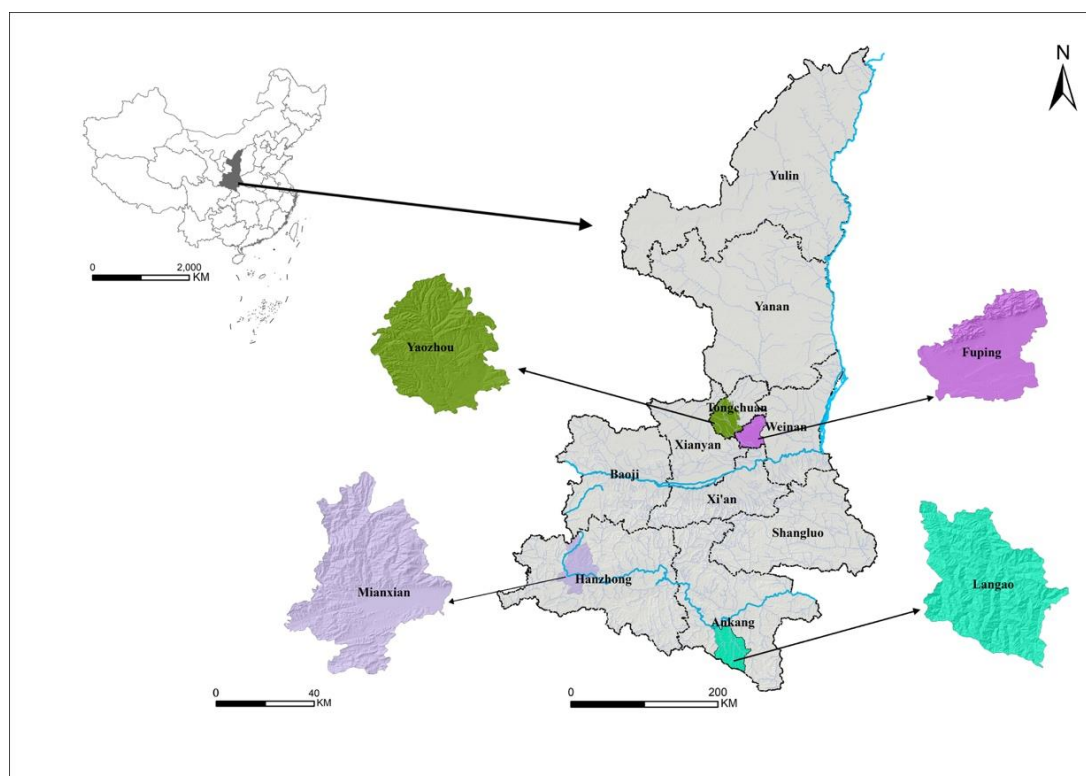 N
Yulin
0 2,000
KM
Yanan
Yaozhou
Fuping
Tongchuan
Weinan
Xianyan
Baoji
Xi'an
Shangluo
Hanzhong
Mianxian
Langao
Ankang
0 40
KM
0 200
KM